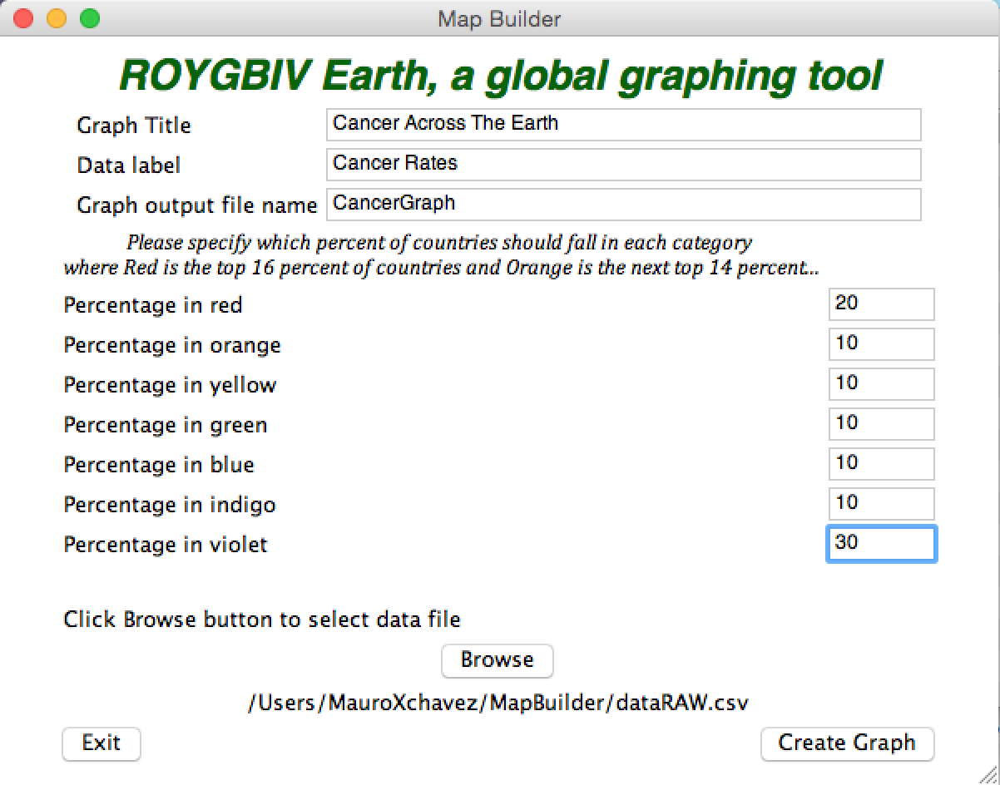 Map Builder
ROYGBIV Earth, a global graphing tool
Graph Title Cancer Across The Earth
Data label Cancer Rates
Graph output file name CancerGraph
Please specify which percent of countries should fall in each category
where Red is the top 16 percent of countries and Orange is the next top 14 percent...
Percentage in red 20
Percentage in orange 10
Percentage in yellow 10
Percentage in green 10
Percentage in blue 10
Percentage in indigo 10
Percentage in violet 30
Click Browse button to select data file
Browse
/Users/MauroXchavez/MapBuilder/dataRAW.csv
Exit Create Graph